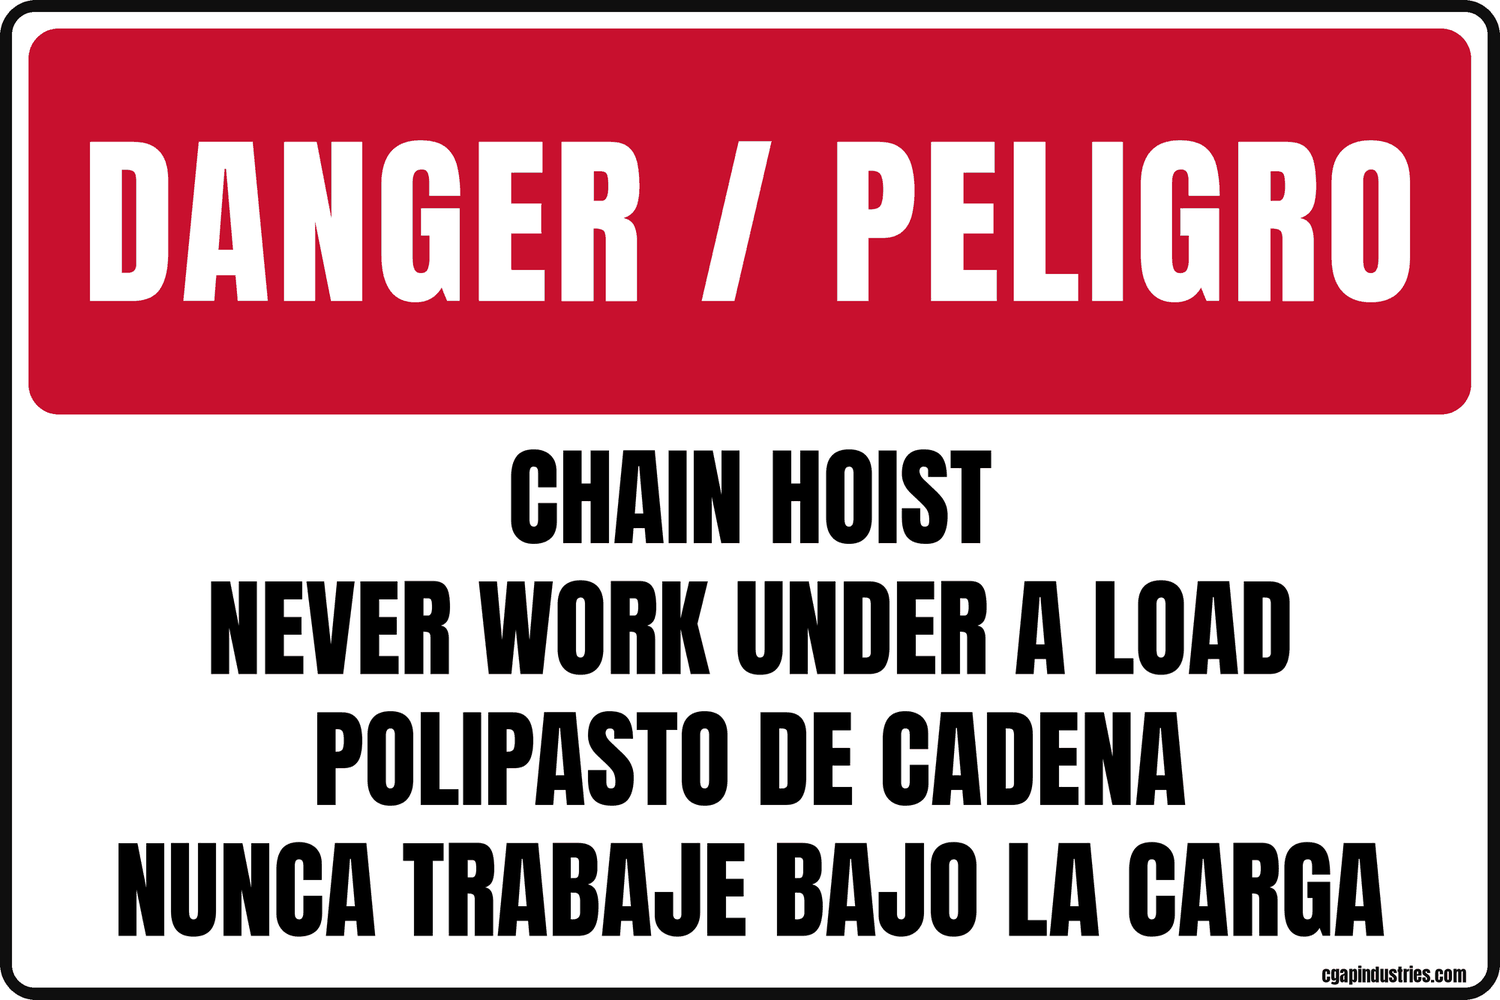 DANGER / PELIGRO
CHAIN HOIST
NEVER WORK UNDER A LOAD
POLIPASTO DE CADENA
NUNCA TRABAJE BAJO LA CARGA
cgapindustries.com